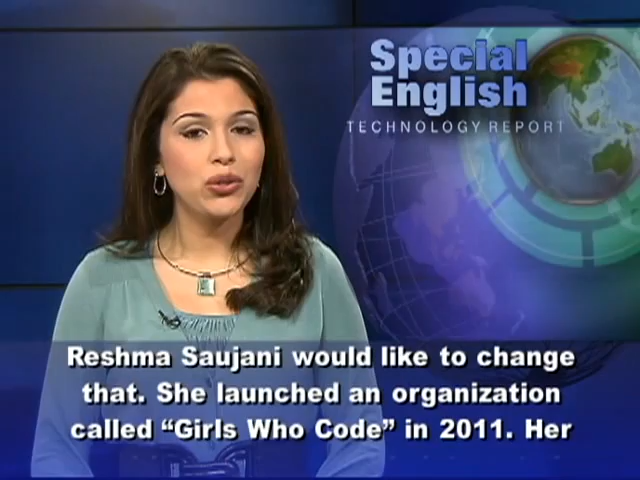 Special
English
TECHNOLOGY REPORT
Reshma Saujani would like to change
that. She launched an organization
called “Girls Who Code” in 2011. Her